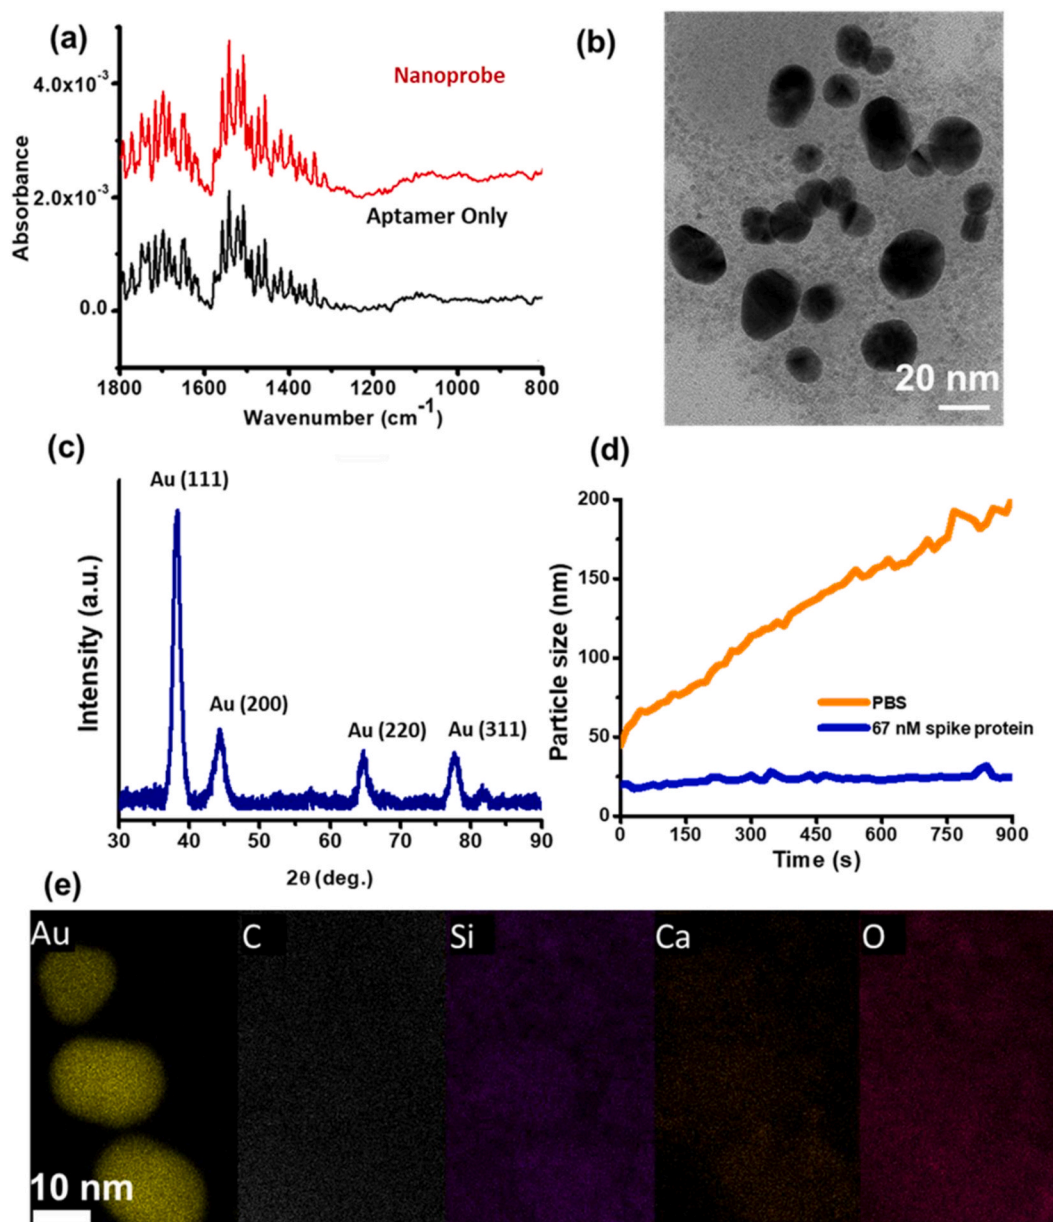 (a)
Absorbance
4.0x10⁻³
2.0x10⁻³
0.0
Nanoprobe
Aptamer Only
1800 1600 1400 1200 1000 800
Wavenumber (cm⁻¹)
(b)
20 nm
(c)
Intensity (a.u.)
Au (111)
Au (200)
Au (220)
Au (311)
30 40 50 60 70 80 90
2θ (deg.)
(d)
Particle size (nm)
200
150
100
50
0
PBS
67 nM spike protein
0 150 300 450 600 750 900
Time (s)
(e)
Au C Si Ca O
10 nm